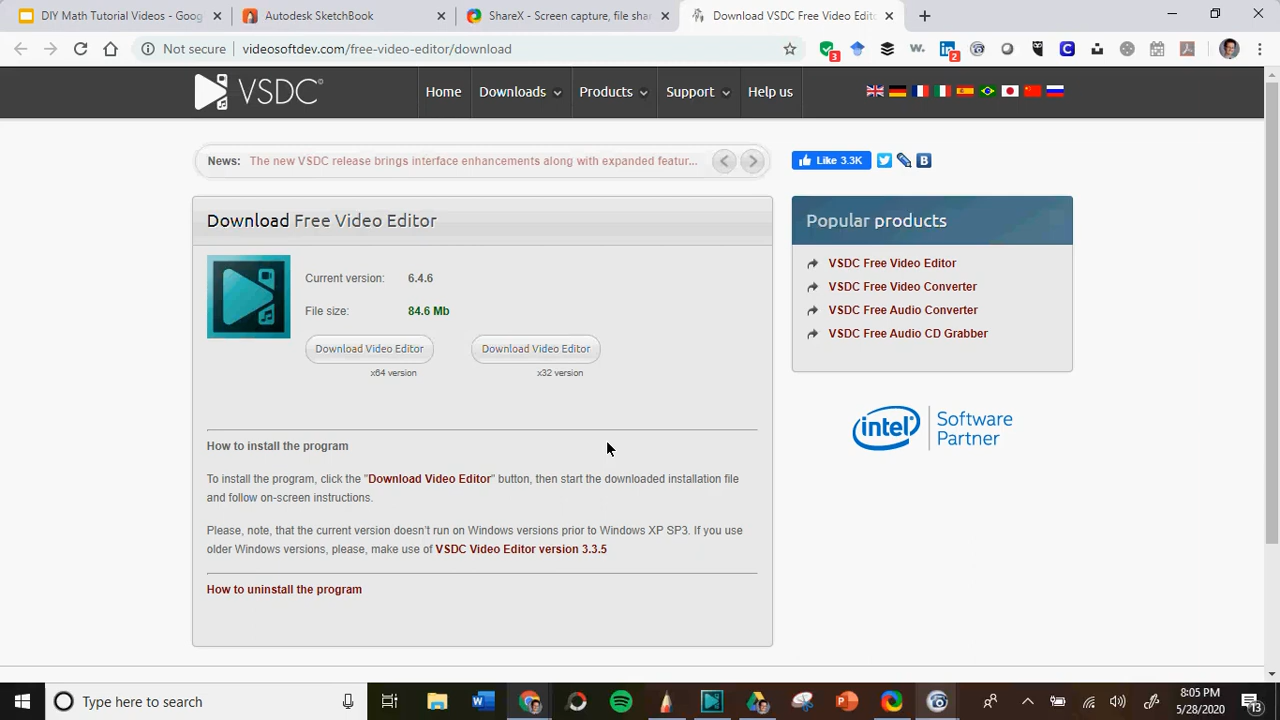 DIY Math Tutorial Videos - Goog
Autodesk SketchBook
ShareX - Screen capture, file shar
Download VSDC Free Video Edito
Not secure
videosoftdev.com/free-video-editor/download
3
w.
2
VSDC
Home
Downloads
Products
Support
Help us
News: The new VSDC release brings interface enhancements along with expanded featur...
Like 3.3K
Download Free Video Editor
Popular products
Current version: 6.4.6
File size: 84.6 Mb
Download Video Editor
Download Video Editor
x64 version
x32 version
VSDC Free Video Editor
VSDC Free Video Converter
VSDC Free Audio Converter
VSDC Free Audio CD Grabber
intel Software Partner
How to install the program
To install the program, click the "Download Video Editor" button, then start the downloaded installation file
and follow on-screen instructions.
Please, note, that the current version doesn't run on Windows versions prior to Windows XP SP3. If you use
older Windows versions, please, make use of VSDC Video Editor version 3.3.5
How to uninstall the program
Type here to search
8:05 PM
5/28/2020
13